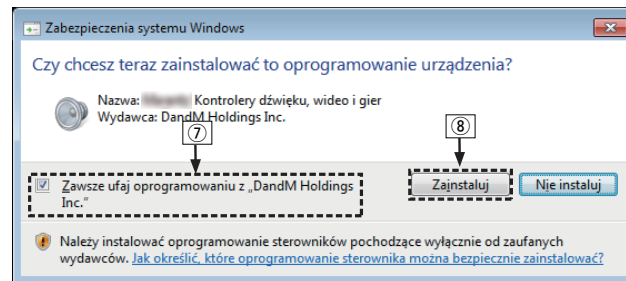 Zabezpieczenia systemu Windows
Czy chcesz teraz zainstalować to oprogramowanie urządzenia?
Nazwa: Kontrolery dźwięku, wideo i gier
Wydawca: DandM Holdings Inc.
⑦
⑧
Zawsze ufaj oprogramowaniu z „DandM Holdings
Inc.”
Zainstaluj
Nie instaluj
Należy instalować oprogramowanie sterowników pochodzące wyłącznie od zaufanych
wydawców. Jak określić, które oprogramowanie sterownika można bezpiecznie zainstalować?